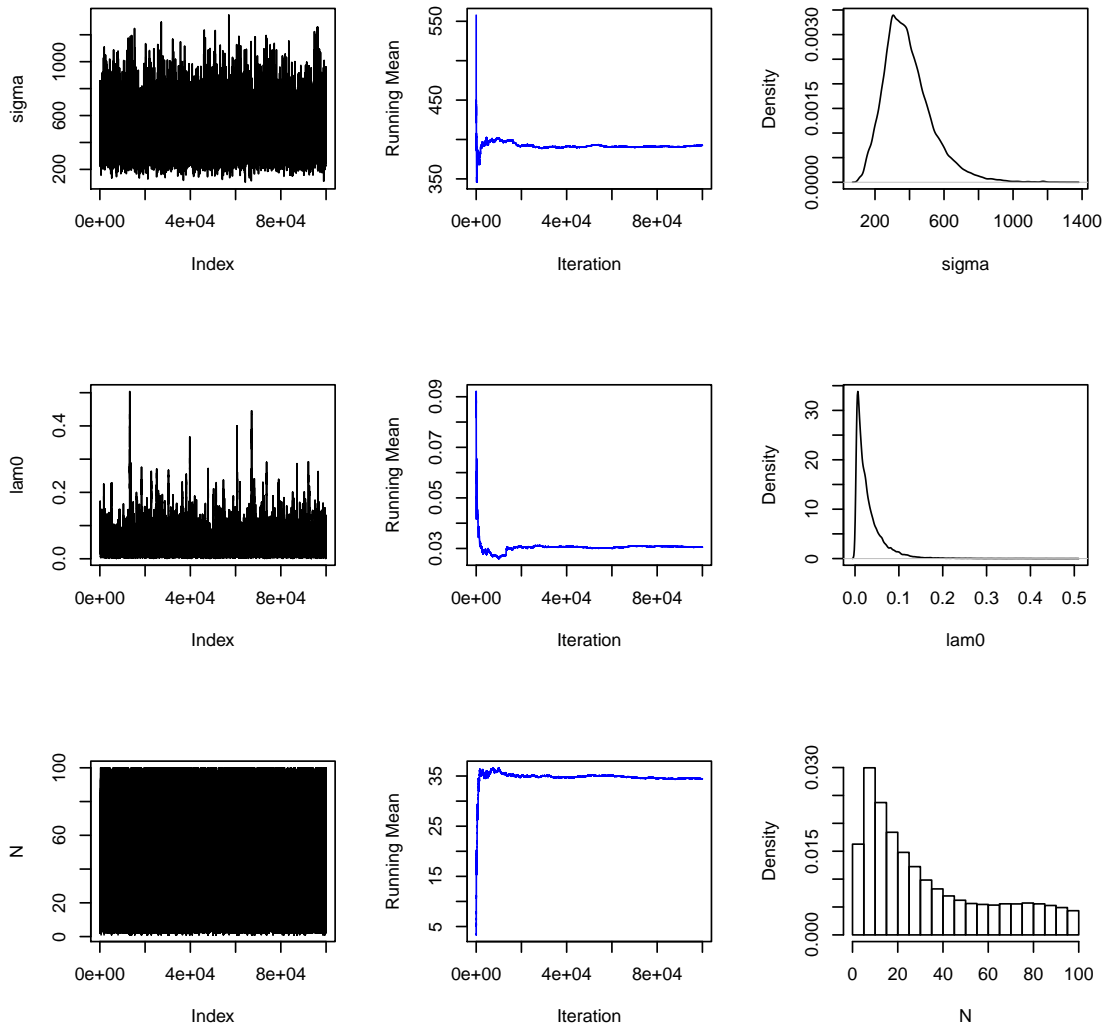 sigma
200 600 1000
0e+00 4e+04 8e+04
Index
Running Mean
350 450 550
0e+00 4e+04 8e+04
Iteration
Density
0.0000 0.0015 0.0030
200 600 1000 1400
sigma
lam0
0.0 0.2 0.4
0e+00 4e+04 8e+04
Index
Running Mean
0.03 0.05 0.07 0.09
0e+00 4e+04 8e+04
Iteration
Density
0 10 20 30
0.0 0.1 0.2 0.3 0.4 0.5
lam0
N
0 20 60 100
0e+00 4e+04 8e+04
Index
Running Mean
5 15 25 35
0e+00 4e+04 8e+04
Iteration
Density
0.000 0.015 0.030
0 20 40 60 80 100
N